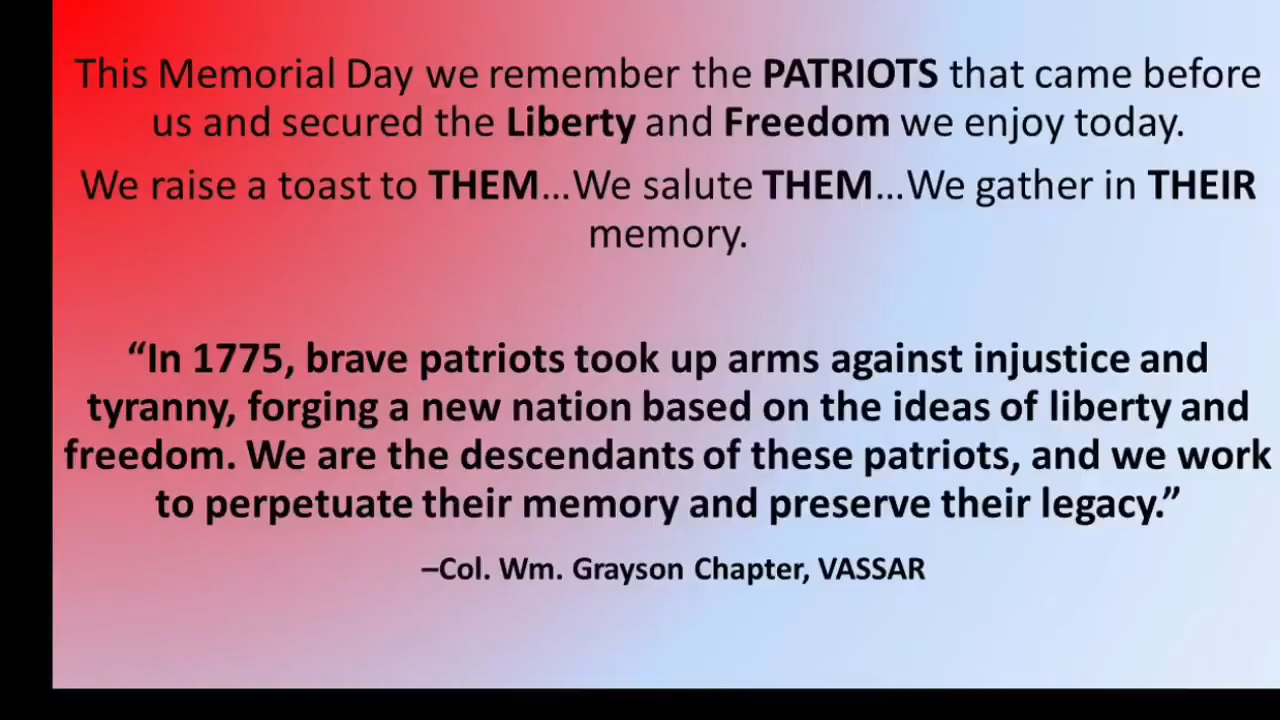 This Memorial Day we remember the PATRIOTS that came before
us and secured the Liberty and Freedom we enjoy today.
We raise a toast to THEM…We salute THEM…We gather in THEIR
memory.
“In 1775, brave patriots took up arms against injustice and
tyranny, forging a new nation based on the ideas of liberty and
freedom. We are the descendants of these patriots, and we work
to perpetuate their memory and preserve their legacy.”
–Col. Wm. Grayson Chapter, VASSAR